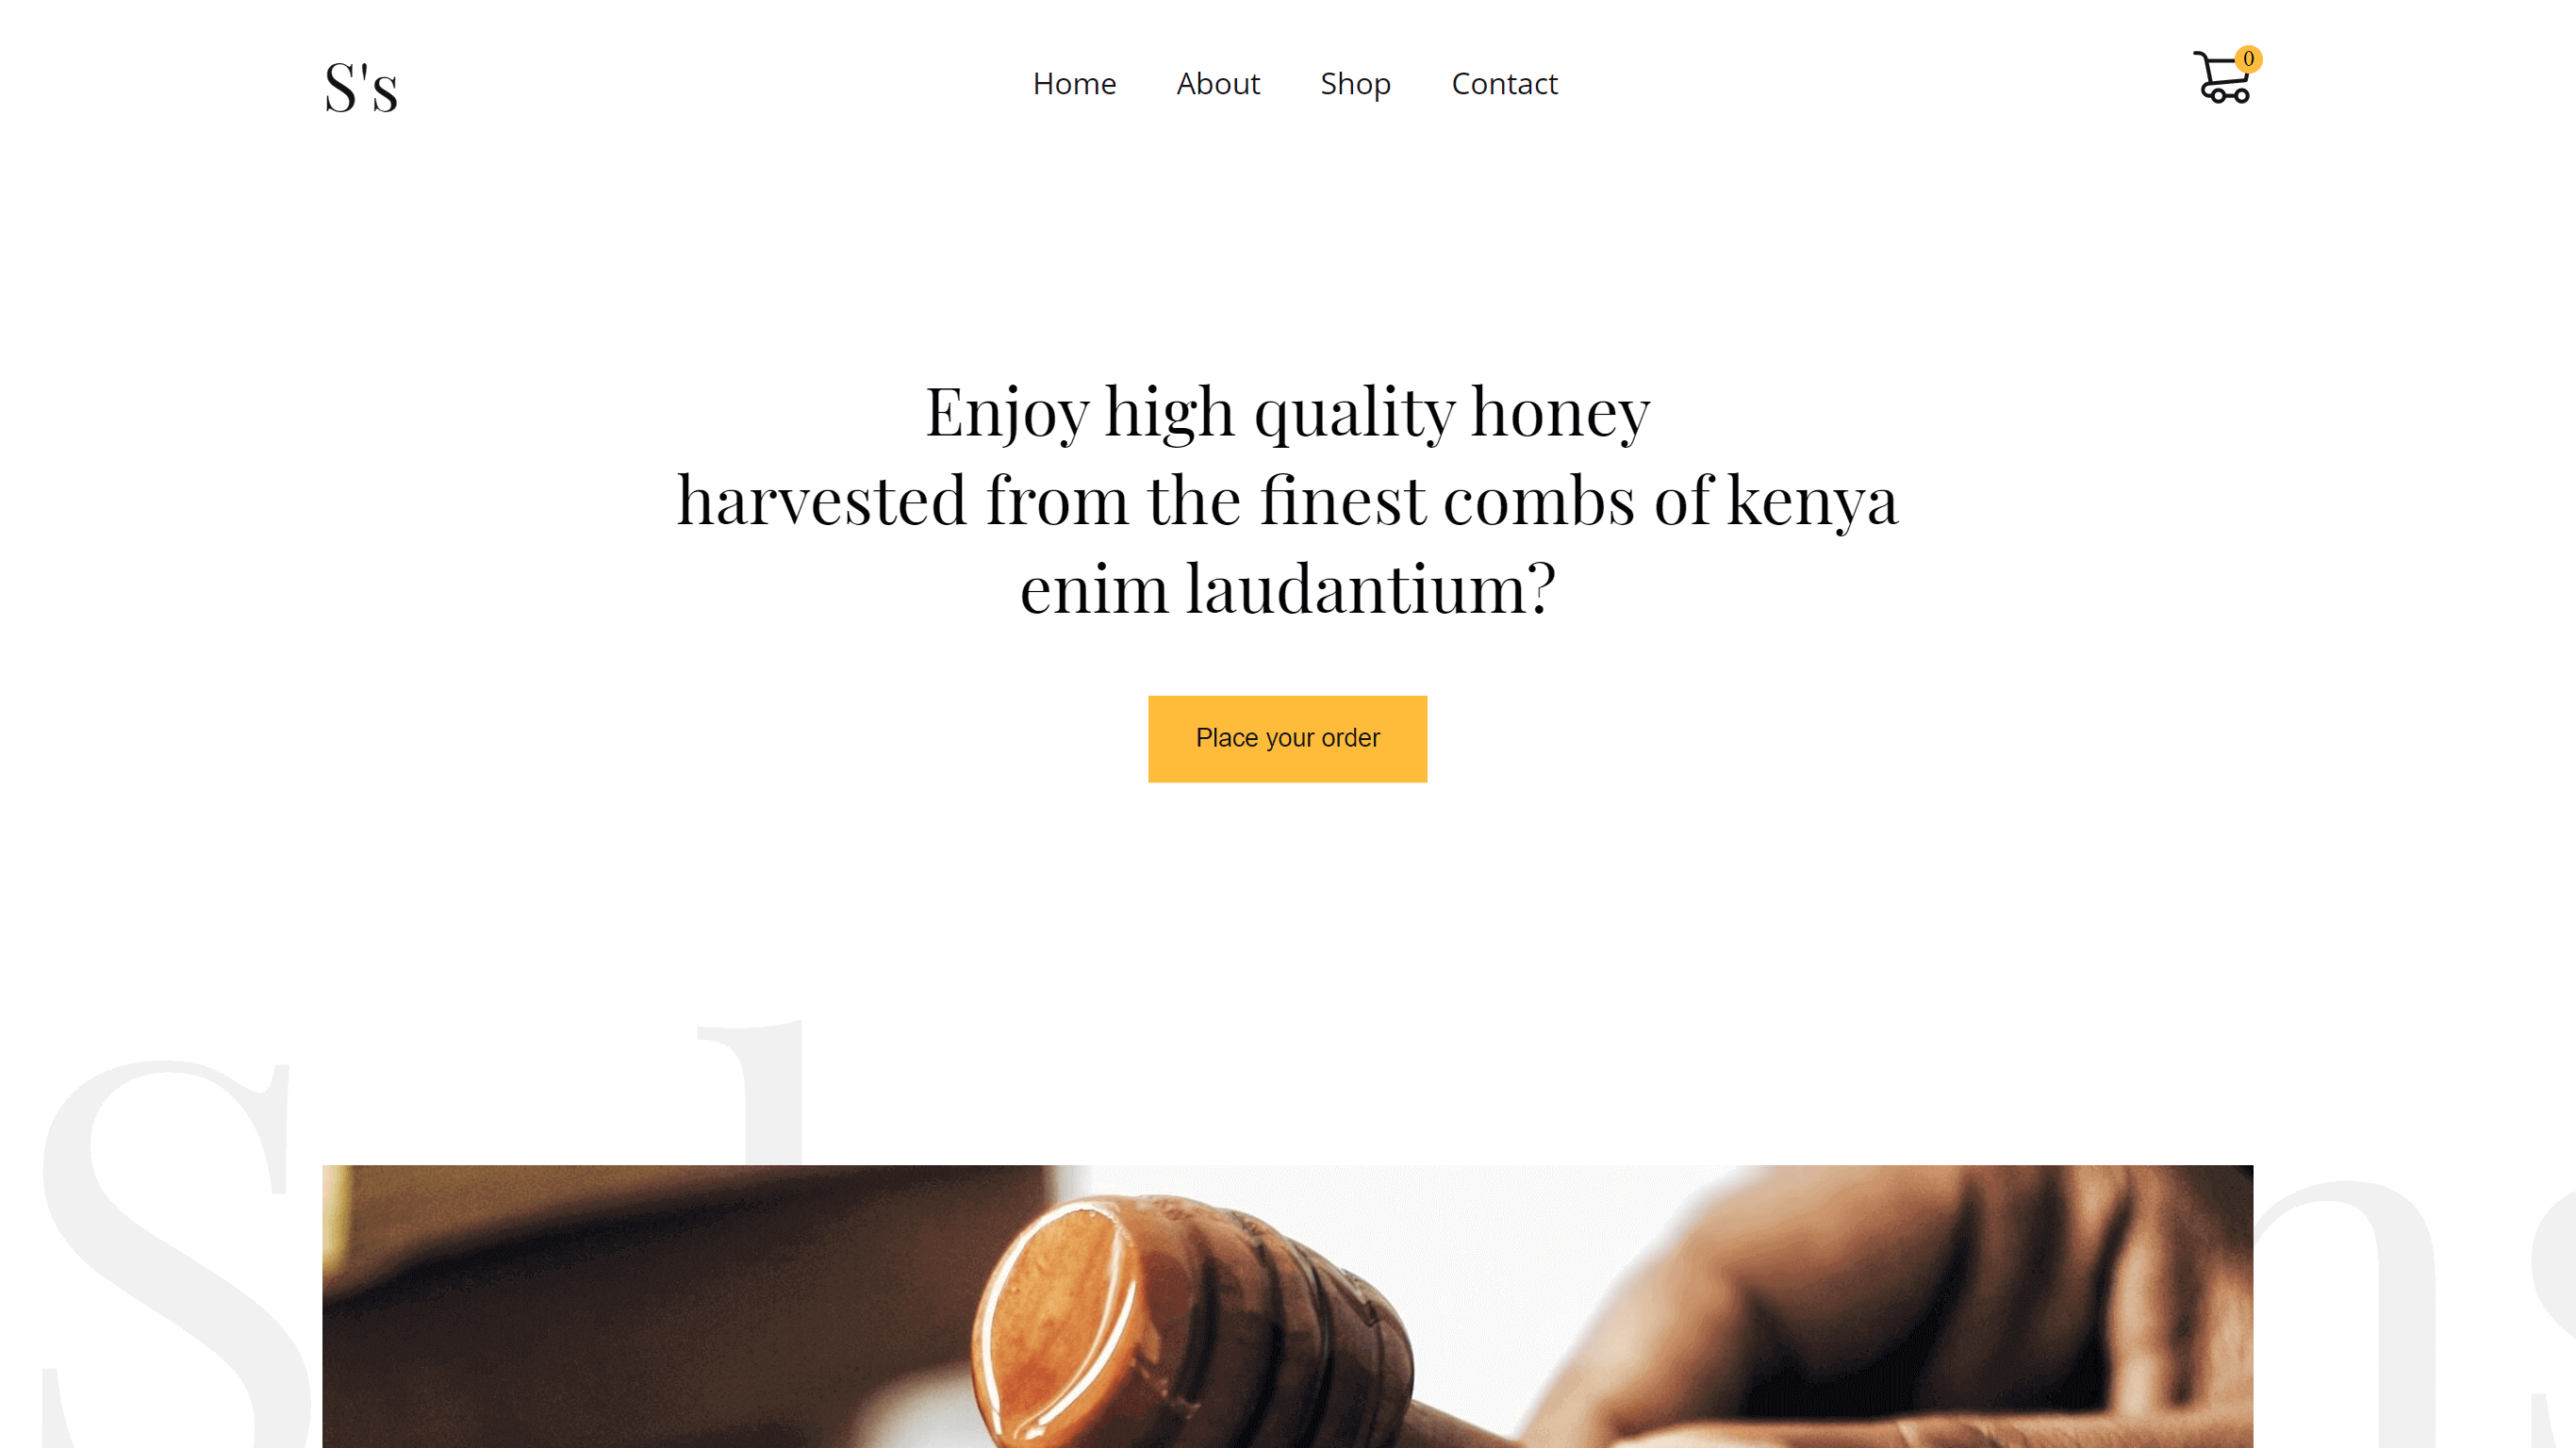 S's
Home About Shop Contact
0
Enjoy high quality honey
harvested from the finest combs of kenya
enim laudantium?
Place your order